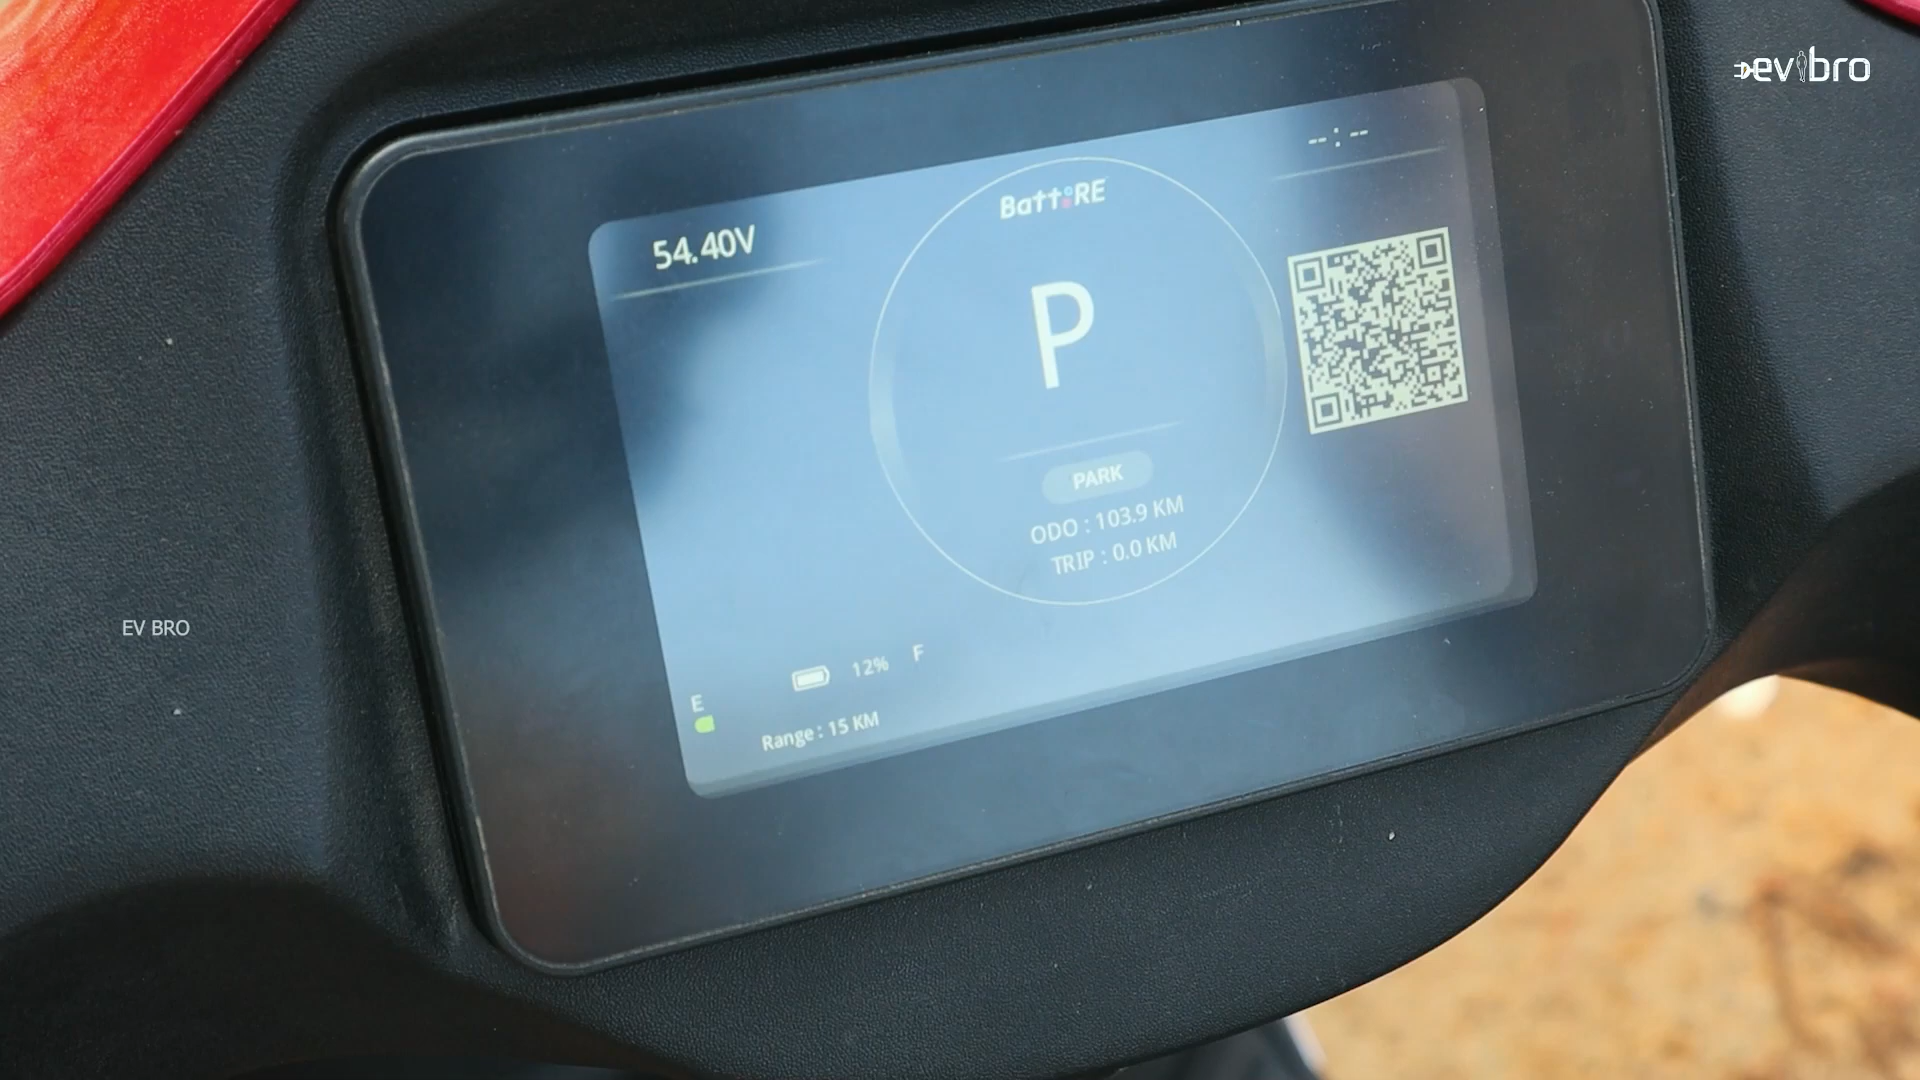 evbro
--:--
BattRE
54.40V
P
PARK
ODO : 103.9 KM
TRIP : 0.0 KM
EV BRO
12% F
E
Range : 15 KM